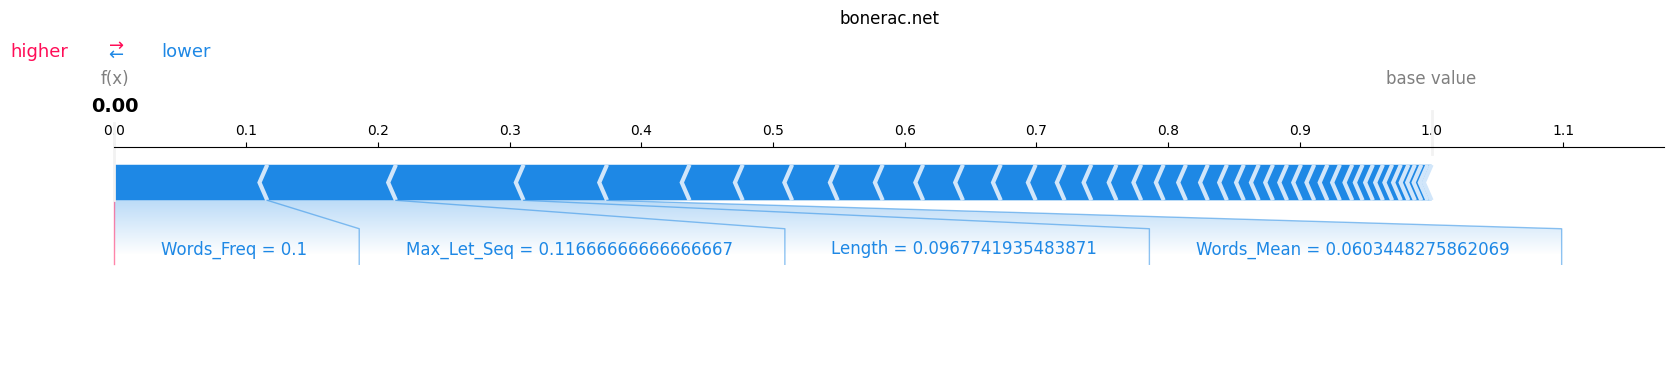 bonerac.net
higher → ← lower
f(x) base value
0.00
0.0 0.1 0.2 0.3 0.4 0.5 0.6 0.7 0.8 0.9 1.0 1.1
Words_Freq = 0.1 Max_Let_Seq = 0.11666666666666667 Length = 0.0967741935483871 Words_Mean = 0.0603448275862069